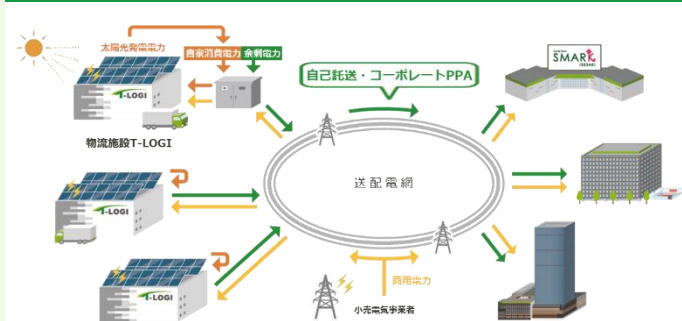 太陽光発電電力
自家消費電力 余剰電力
T-LOGI
物流施設T-LOGI
自己託送・コーポレートPPA
SMARK
送配電網
T-LOGI
T-LOGI
商用電力
小売電気事業者